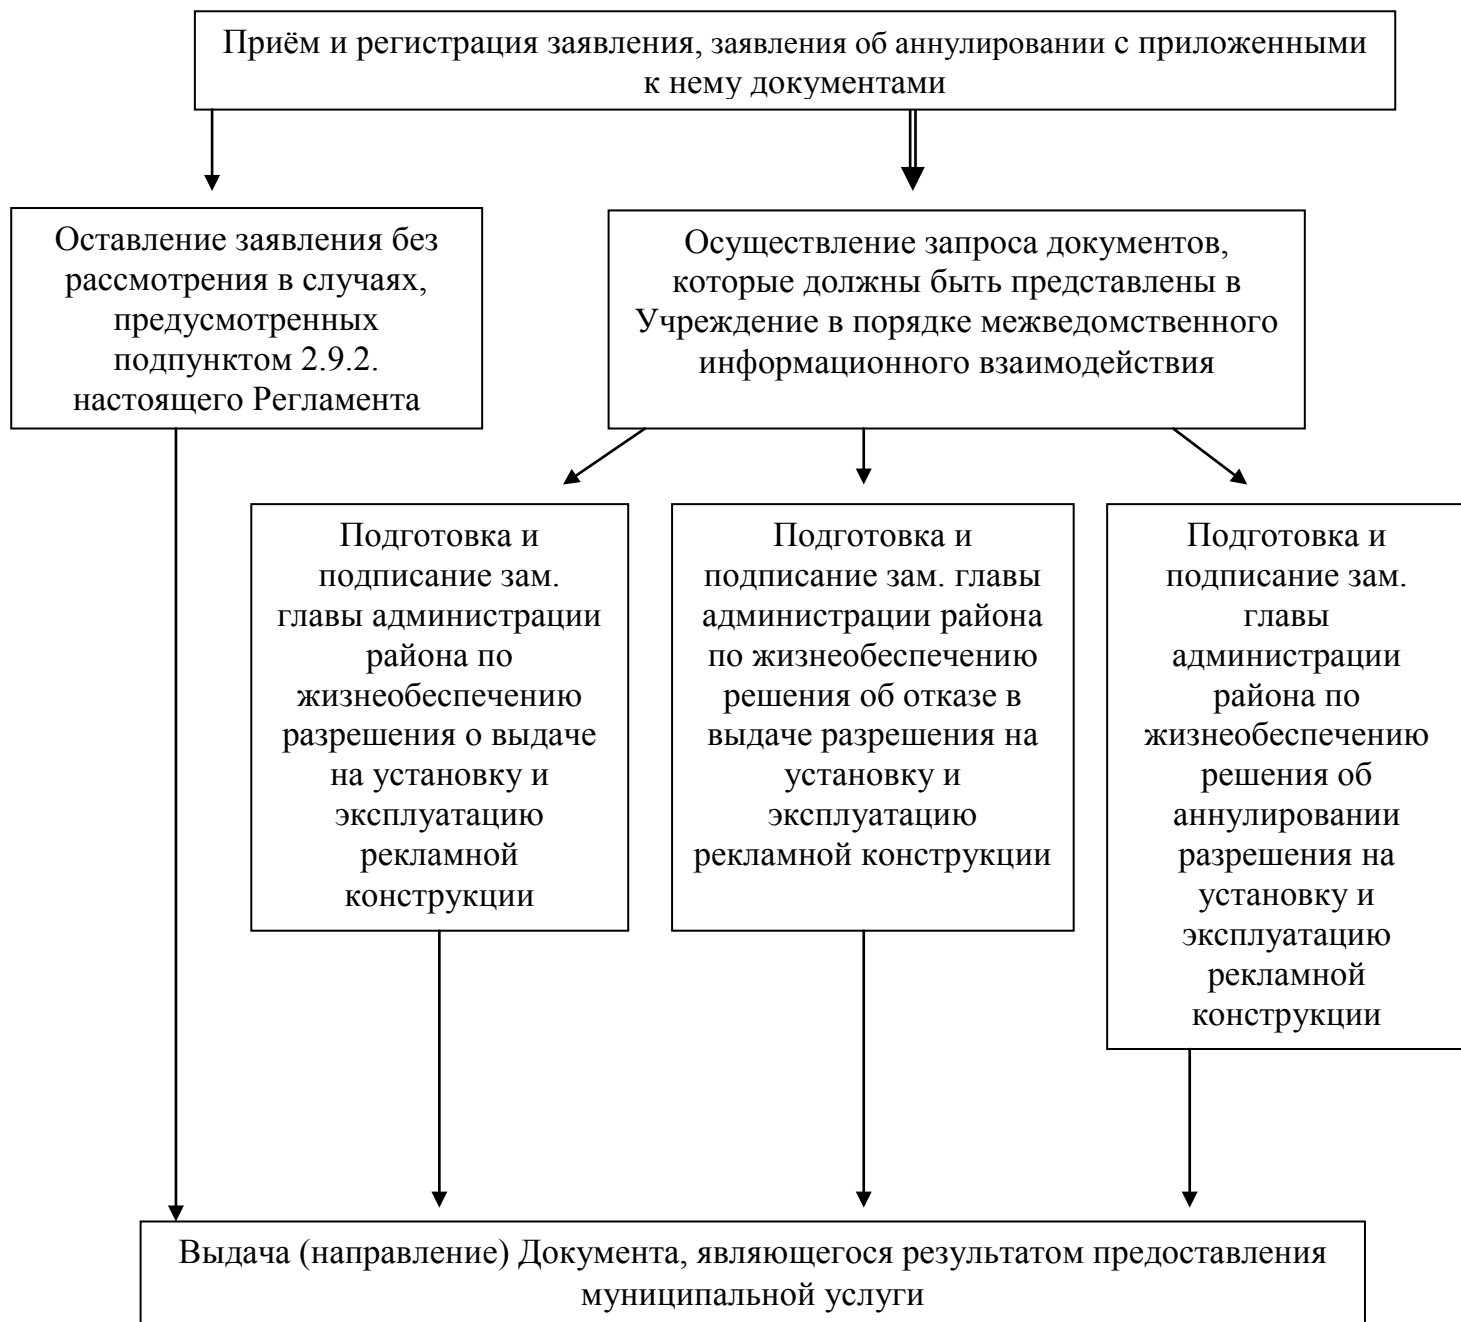 Приём и регистрация заявления, заявления об аннулировании с приложенными
к нему документами
Оставление заявления без
рассмотрения в случаях,
предусмотренных
подпунктом 2.9.2.
настоящего Регламента
Осуществление запроса документов,
которые должны быть представлены в
Учреждение в порядке межведомственного
информационного взаимодействия
Подготовка и
подписание зам.
главы администрации
района по
жизнеобеспечению
разрешения о выдаче
на установку и
эксплуатацию
рекламной
конструкции
Подготовка и
подписание зам. главы
администрации района
по жизнеобеспечению
решения об отказе в
выдаче разрешения на
установку и
эксплуатацию
рекламной конструкции
Подготовка и
подписание зам.
главы
администрации
района по
жизнеобеспечению
решения об
аннулировании
разрешения на
установку и
эксплуатацию
рекламной
конструкции
Выдача (направление) Документа, являющегося результатом предоставления
муниципальной услуги